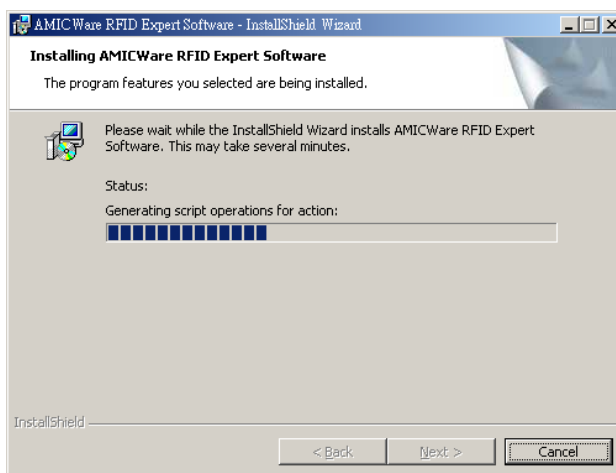 AMICWare RFID Expert Software - InstallShield Wizard
Installing AMICWare RFID Expert Software
The program features you selected are being installed.
Please wait while the InstallShield Wizard installs AMICWare RFID Expert
Software. This may take several minutes.
Status:
Generating script operations for action:
InstallShield
< Back
Next >
Cancel